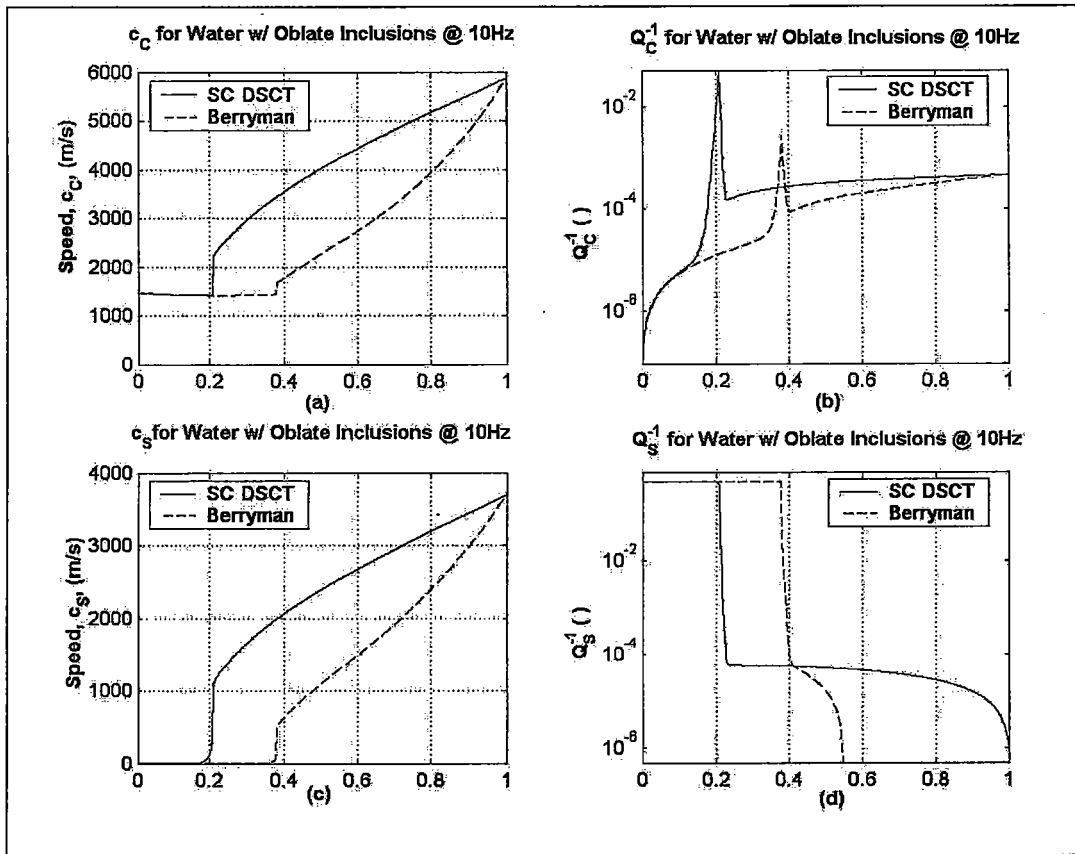 c_C for Water w/ Oblate Inclusions @ 10Hz
6000
5000
4000
3000
2000
1000
0
Speed, c_C, (m/s)
SC DSCT
Berryman
0 0.2 0.4 0.6 0.8 1
(a)
Q_C^-1 for Water w/ Oblate Inclusions @ 10Hz
10^-2
10^-4
10^-6
Q_C^-1 ( )
SC DSCT
Berryman
0 0.2 0.4 0.6 0.8 1
(b)
c_S for Water w/ Oblate Inclusions @ 10Hz
4000
3000
2000
1000
0
Speed, c_S, (m/s)
SC DSCT
Berryman
0 0.2 0.4 0.6 0.8 1
(c)
Q_S^-1 for Water w/ Oblate Inclusions @ 10Hz
10^-2
10^-4
10^-6
Q_S^-1 ( )
SC DSCT
Berryman
0 0.2 0.4 0.6 0.8 1
(d)